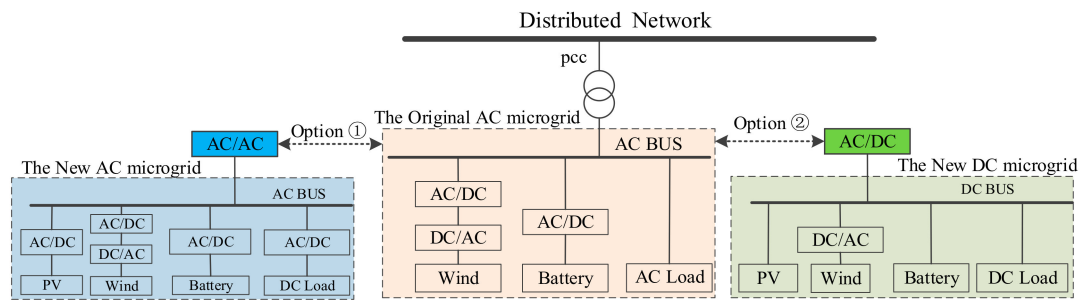 Distributed Network
pcc
The Original AC microgrid
Option ①
Option ②
AC/AC
AC/DC
The New AC microgrid
AC BUS
AC/DC
AC/DC
DC/AC
AC/DC
AC/DC
PV
Wind
Battery
DC Load
AC BUS
AC/DC
DC/AC
AC/DC
Wind
Battery
AC Load
The New DC microgrid
DC BUS
DC/AC
PV
Wind
Battery
DC Load